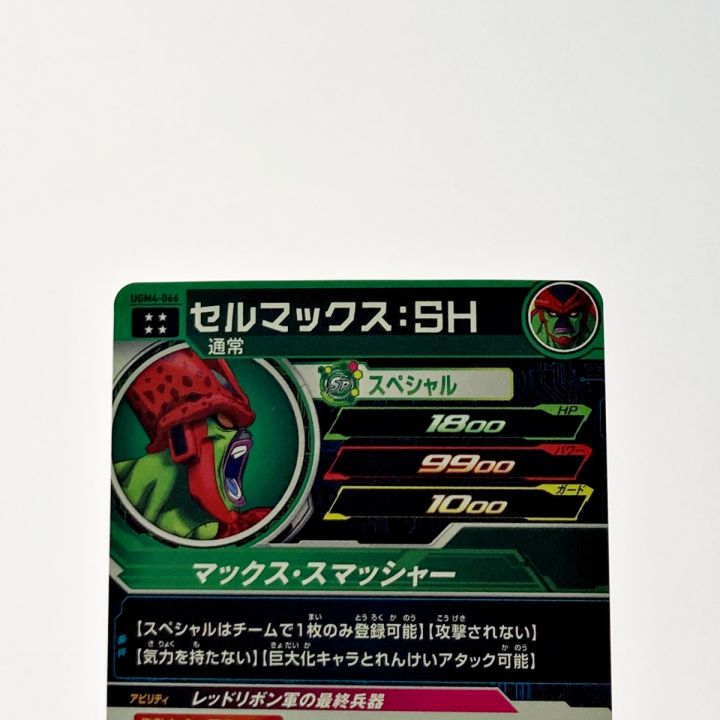 UGM4-066
セルマックス:SH
通常
SP スペシャル
HP
1800
パワー
9900
ガード
1000
マックス・スマッシャー
【スペシャルはチームで1枚のみ登録可能】【攻撃されない】
【気力を持たない】【巨大化キャラとれんけいアタック可能】
アビリティ レッドリボン軍の最終兵器